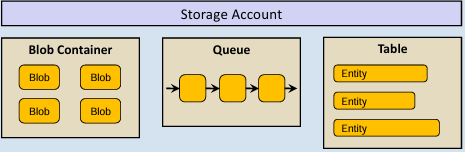 Storage Account
Blob Container
Blob Blob
Blob Blob
Queue
Table
Entity
Entity
Entity